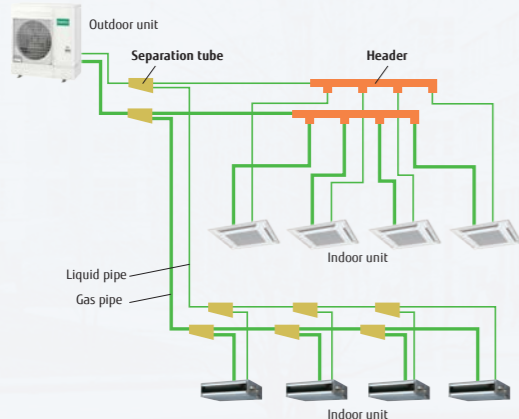 Outdoor unit
Separation tube
Header
Indoor unit
Liquid pipe
Gas pipe
Indoor unit